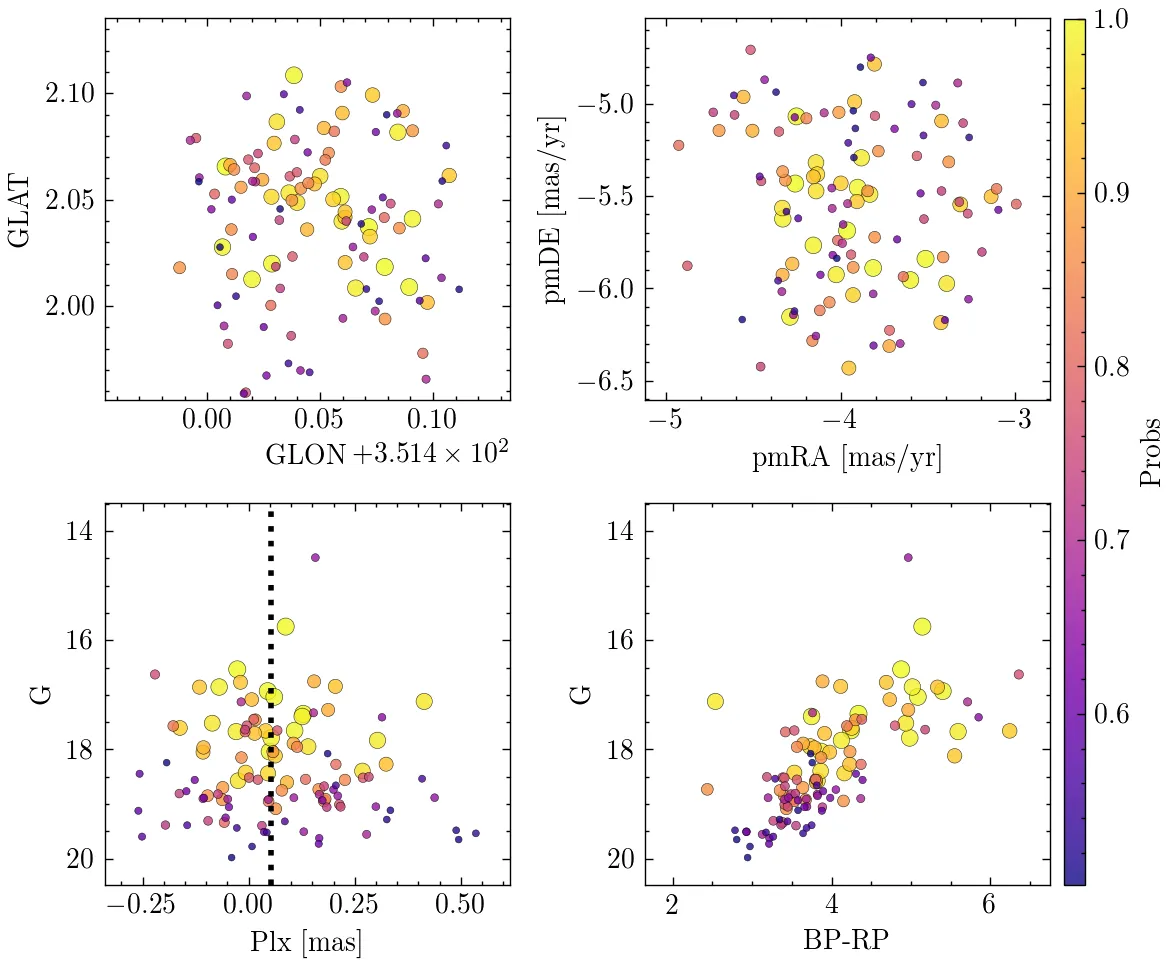 2.10
2.05
2.00
GLAT
0.00 0.05 0.10
GLON +3.514 × 10²
−5.0
−5.5
−6.0
−6.5
pmDE [mas/yr]
−5 −4 −3
pmRA [mas/yr]
14
16
18
20
G
−0.25 0.00 0.25 0.50
Plx [mas]
14
16
18
20
G
2 4 6
BP-RP
1.0
0.9
0.8
0.7
0.6
Probs